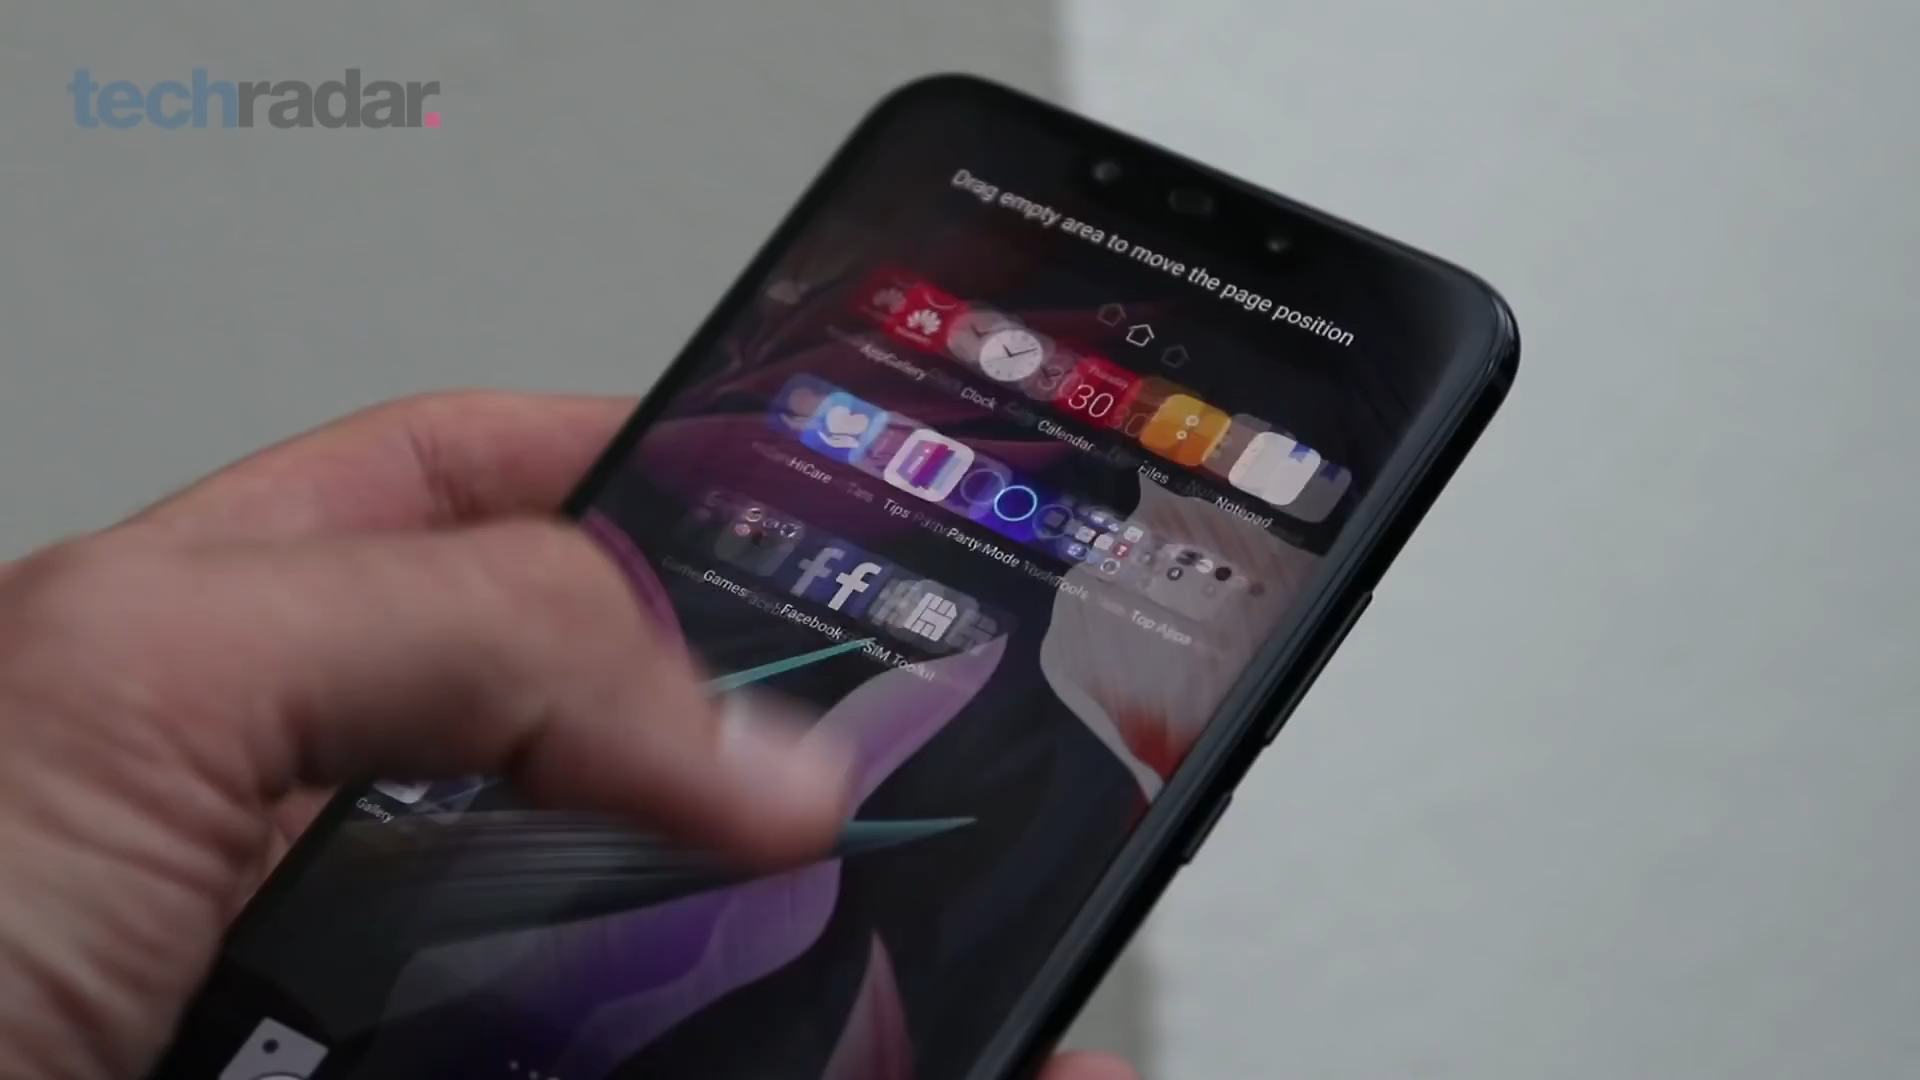 techradar.
Drag empty area to move the page position
AppGallery
Clock
Calendar
Files
Notepad
Thursday
30
HiCare
Tips
Party Mode
Tools
Top Apps
Games
Facebook
SIM Toolkit
Gallery